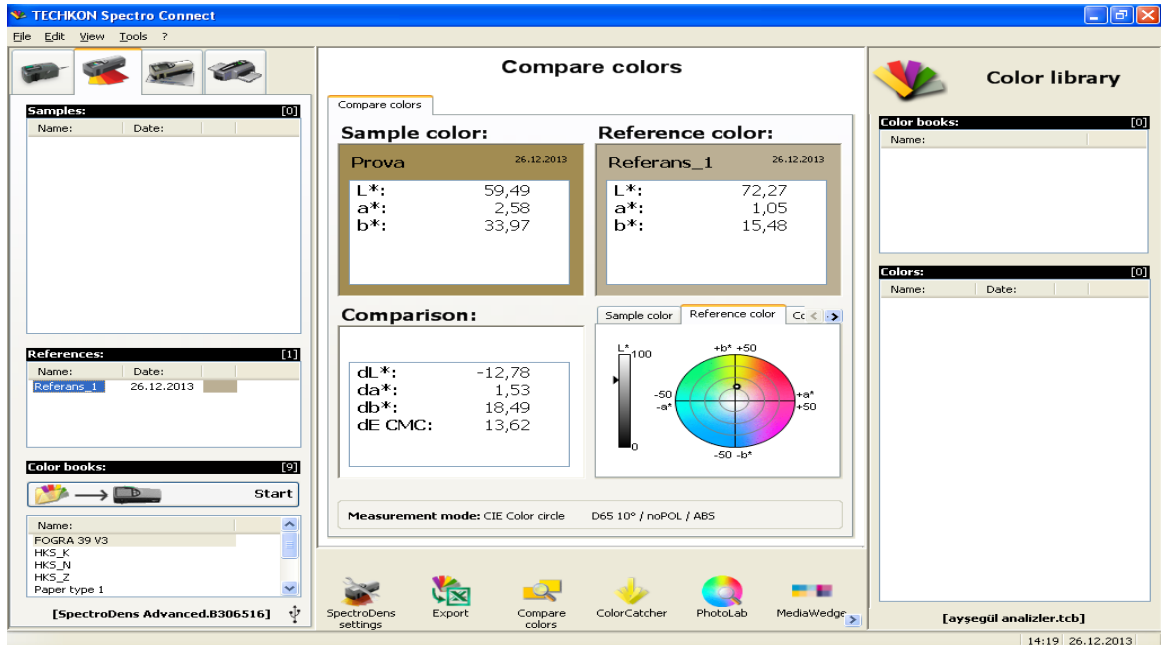 TECHKON Spectro Connect
File Edit View Tools ?
Samples: [0]
Name: Date:
References: [1]
Name: Date:
Referans_1 26.12.2013
Color books: [9]
Start
Name:
FOGRA 39 V3
HKS_K
HKS_N
HKS_Z
Paper type 1
[SpectroDens Advanced.B306516]
Compare colors
Compare colors
Sample color:
Prova 26.12.2013
L*: 59,49
a*: 2,58
b*: 33,97
Reference color:
Referans_1 26.12.2013
L*: 72,27
a*: 1,05
b*: 15,48
Comparison:
dL*: -12,78
da*: 1,53
db*: 18,49
dE CMC: 13,62
Sample color Reference color Cc
L* 100
0
+b* +50
-50
-a*
+a*
+50
-50 -b*
Measurement mode: CIE Color circle D65 10° / noPOL / ABS
SpectroDens settings
Export
Compare colors
ColorCatcher
PhotoLab
MediaWedge
Color library
Color books: [0]
Name:
Colors: [0]
Name: Date:
[ayşegül analizler.tcb]
14:19 26.12.2013